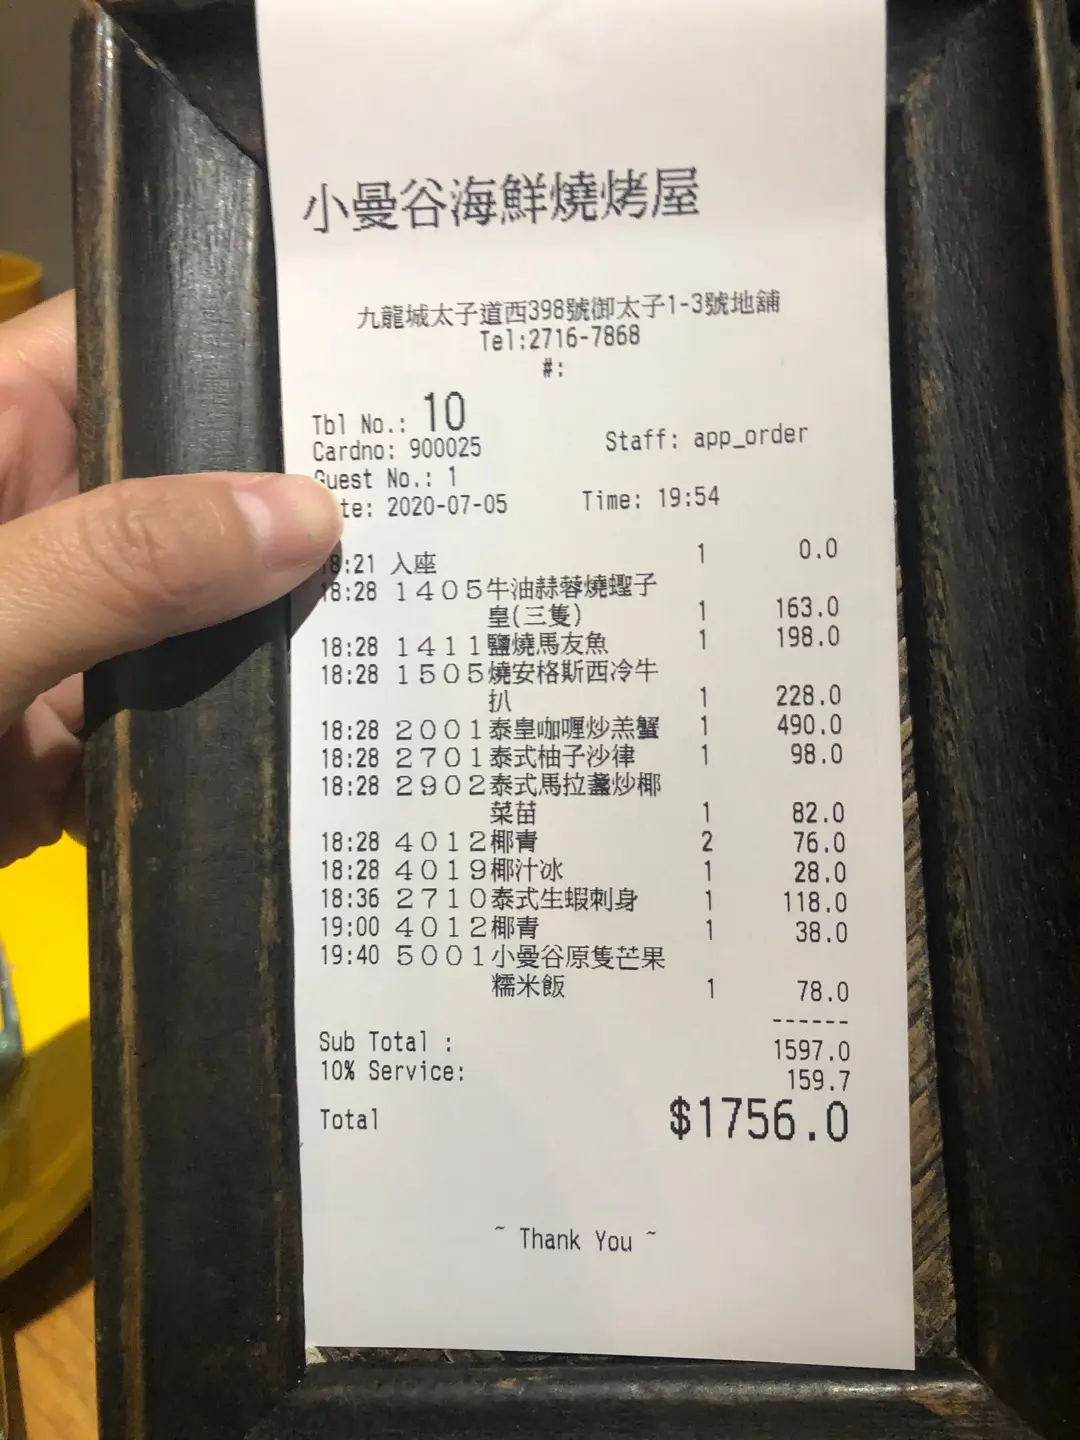 小曼谷海鮮燒烤屋
九龍城太子道西398號御太子1-3號地舖
Tel:2716-7868
#:
Tbl No.: 10
Cardno: 900025 Staff: app_order
Guest No.: 1
te: 2020-07-05 Time: 19:54
18:21 入座 1 0.0
18:28 1405牛油蒜蓉燒蟶子
皇(三隻) 1 163.0
18:28 1411鹽燒馬友魚 1 198.0
18:28 1505燒安格斯西冷牛
扒 1 228.0
18:28 2001泰皇咖喱炒羔蟹 1 490.0
18:28 2701泰式柚子沙律 1 98.0
18:28 2902泰式馬拉盞炒椰
菜苗 1 82.0
18:28 4012椰青 2 76.0
18:28 4019椰汁冰 1 28.0
18:36 2710泰式生蝦刺身 1 118.0
19:00 4012椰青 1 38.0
19:40 5001小曼谷原隻芒果
糯米飯 1 78.0
------
Sub Total : 1597.0
10% Service: 159.7
Total $1756.0
~ Thank You ~